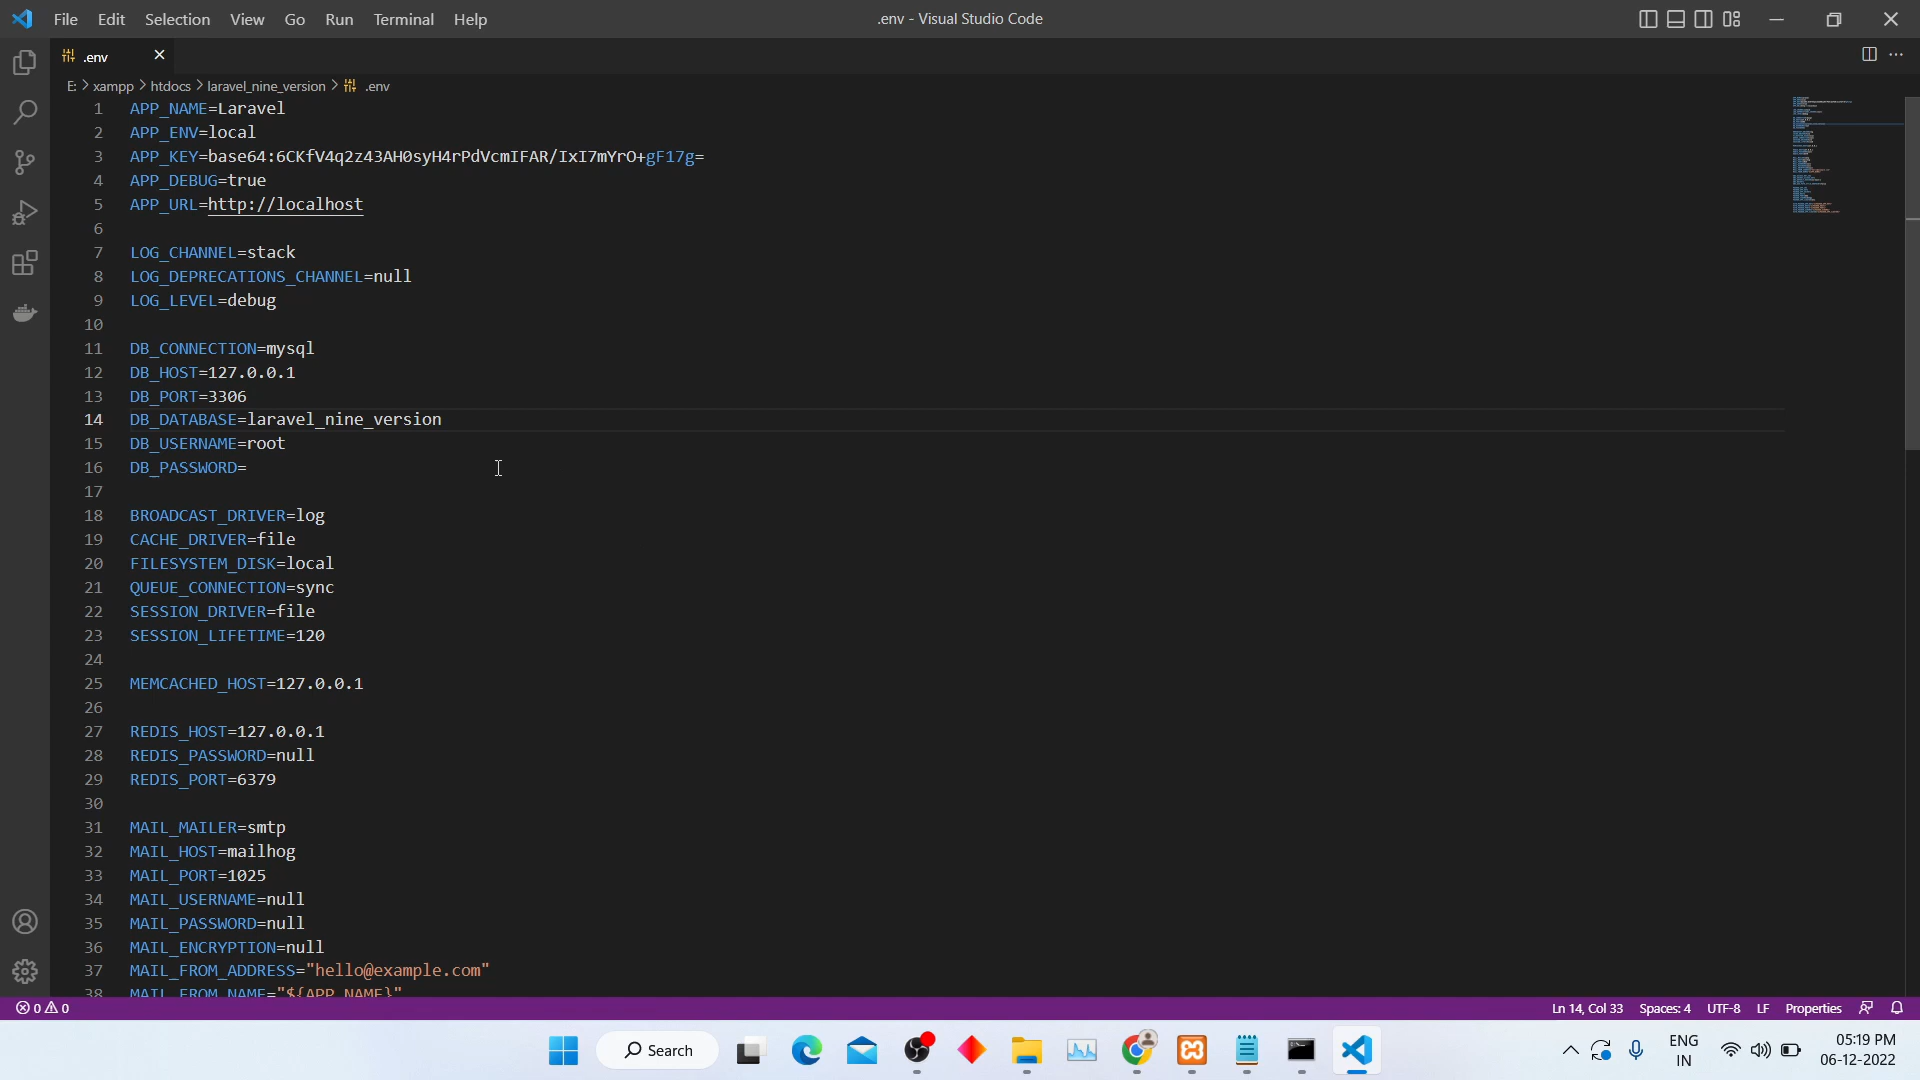 File Edit Selection View Go Run Terminal Help
.env - Visual Studio Code
.env
E: > xampp > htdocs > laravel_nine_version > .env
1 APP_NAME=Laravel
2 APP_ENV=local
3 APP_KEY=base64:6CKfV4q2z43AH0syH4rPdVcmIFAR/IxI7mYrO+gF17g=
4 APP_DEBUG=true
5 APP_URL=http://localhost
6
7 LOG_CHANNEL=stack
8 LOG_DEPRECATIONS_CHANNEL=null
9 LOG_LEVEL=debug
10
11 DB_CONNECTION=mysql
12 DB_HOST=127.0.0.1
13 DB_PORT=3306
14 DB_DATABASE=laravel_nine_version
15 DB_USERNAME=root
16 DB_PASSWORD=
17
18 BROADCAST_DRIVER=log
19 CACHE_DRIVER=file
20 FILESYSTEM_DISK=local
21 QUEUE_CONNECTION=sync
22 SESSION_DRIVER=file
23 SESSION_LIFETIME=120
24
25 MEMCACHED_HOST=127.0.0.1
26
27 REDIS_HOST=127.0.0.1
28 REDIS_PASSWORD=null
29 REDIS_PORT=6379
30
31 MAIL_MAILER=smtp
32 MAIL_HOST=mailhog
33 MAIL_PORT=1025
34 MAIL_USERNAME=null
35 MAIL_PASSWORD=null
36 MAIL_ENCRYPTION=null
37 MAIL_FROM_ADDRESS="hello@example.com"
38 MAIL_FROM_NAME="${APP_NAME}"
0 0
Ln 14, Col 33 Spaces: 4 UTF-8 LF Properties
Search
ENG
IN
05:19 PM
06-12-2022